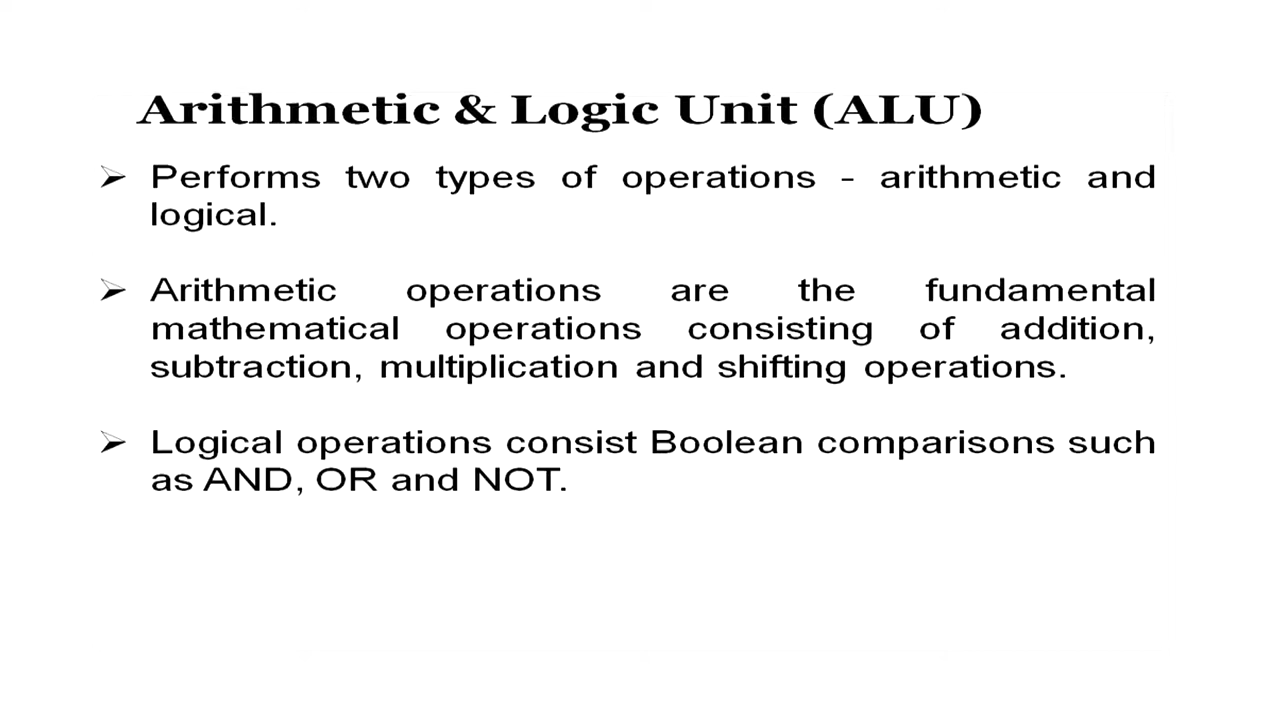 Arithmetic & Logic Unit (ALU)
➢ Performs two types of operations - arithmetic and
logical.
➢ Arithmetic operations are the fundamental
mathematical operations consisting of addition,
subtraction, multiplication and shifting operations.
➢ Logical operations consist Boolean comparisons such
as AND, OR and NOT.